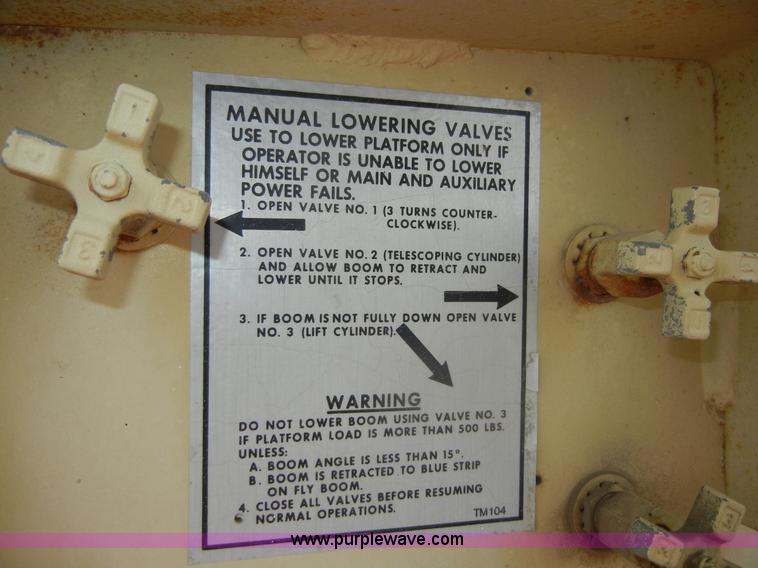 MANUAL LOWERING VALVES
USE TO LOWER PLATFORM ONLY IF
OPERATOR IS UNABLE TO LOWER
HIMSELF OR MAIN AND AUXILIARY
POWER FAILS.
1. OPEN VALVE NO. 1 (3 TURNS COUNTER-
CLOCKWISE).
2. OPEN VALVE NO. 2 (TELESCOPING CYLINDER)
AND ALLOW BOOM TO RETRACT AND
LOWER UNTIL IT STOPS.
3. IF BOOM IS NOT FULLY DOWN OPEN VALVE
NO. 3 (LIFT CYLINDER).
WARNING
DO NOT LOWER BOOM USING VALVE NO. 3
IF PLATFORM LOAD IS MORE THAN 500 LBS.
UNLESS:
A. BOOM ANGLE IS LESS THAN 15°.
B. BOOM IS RETRACTED TO BLUE STRIP
ON FLY BOOM.
4. CLOSE ALL VALVES BEFORE RESUMING
NORMAL OPERATIONS.
TM104
www.purplewave.com